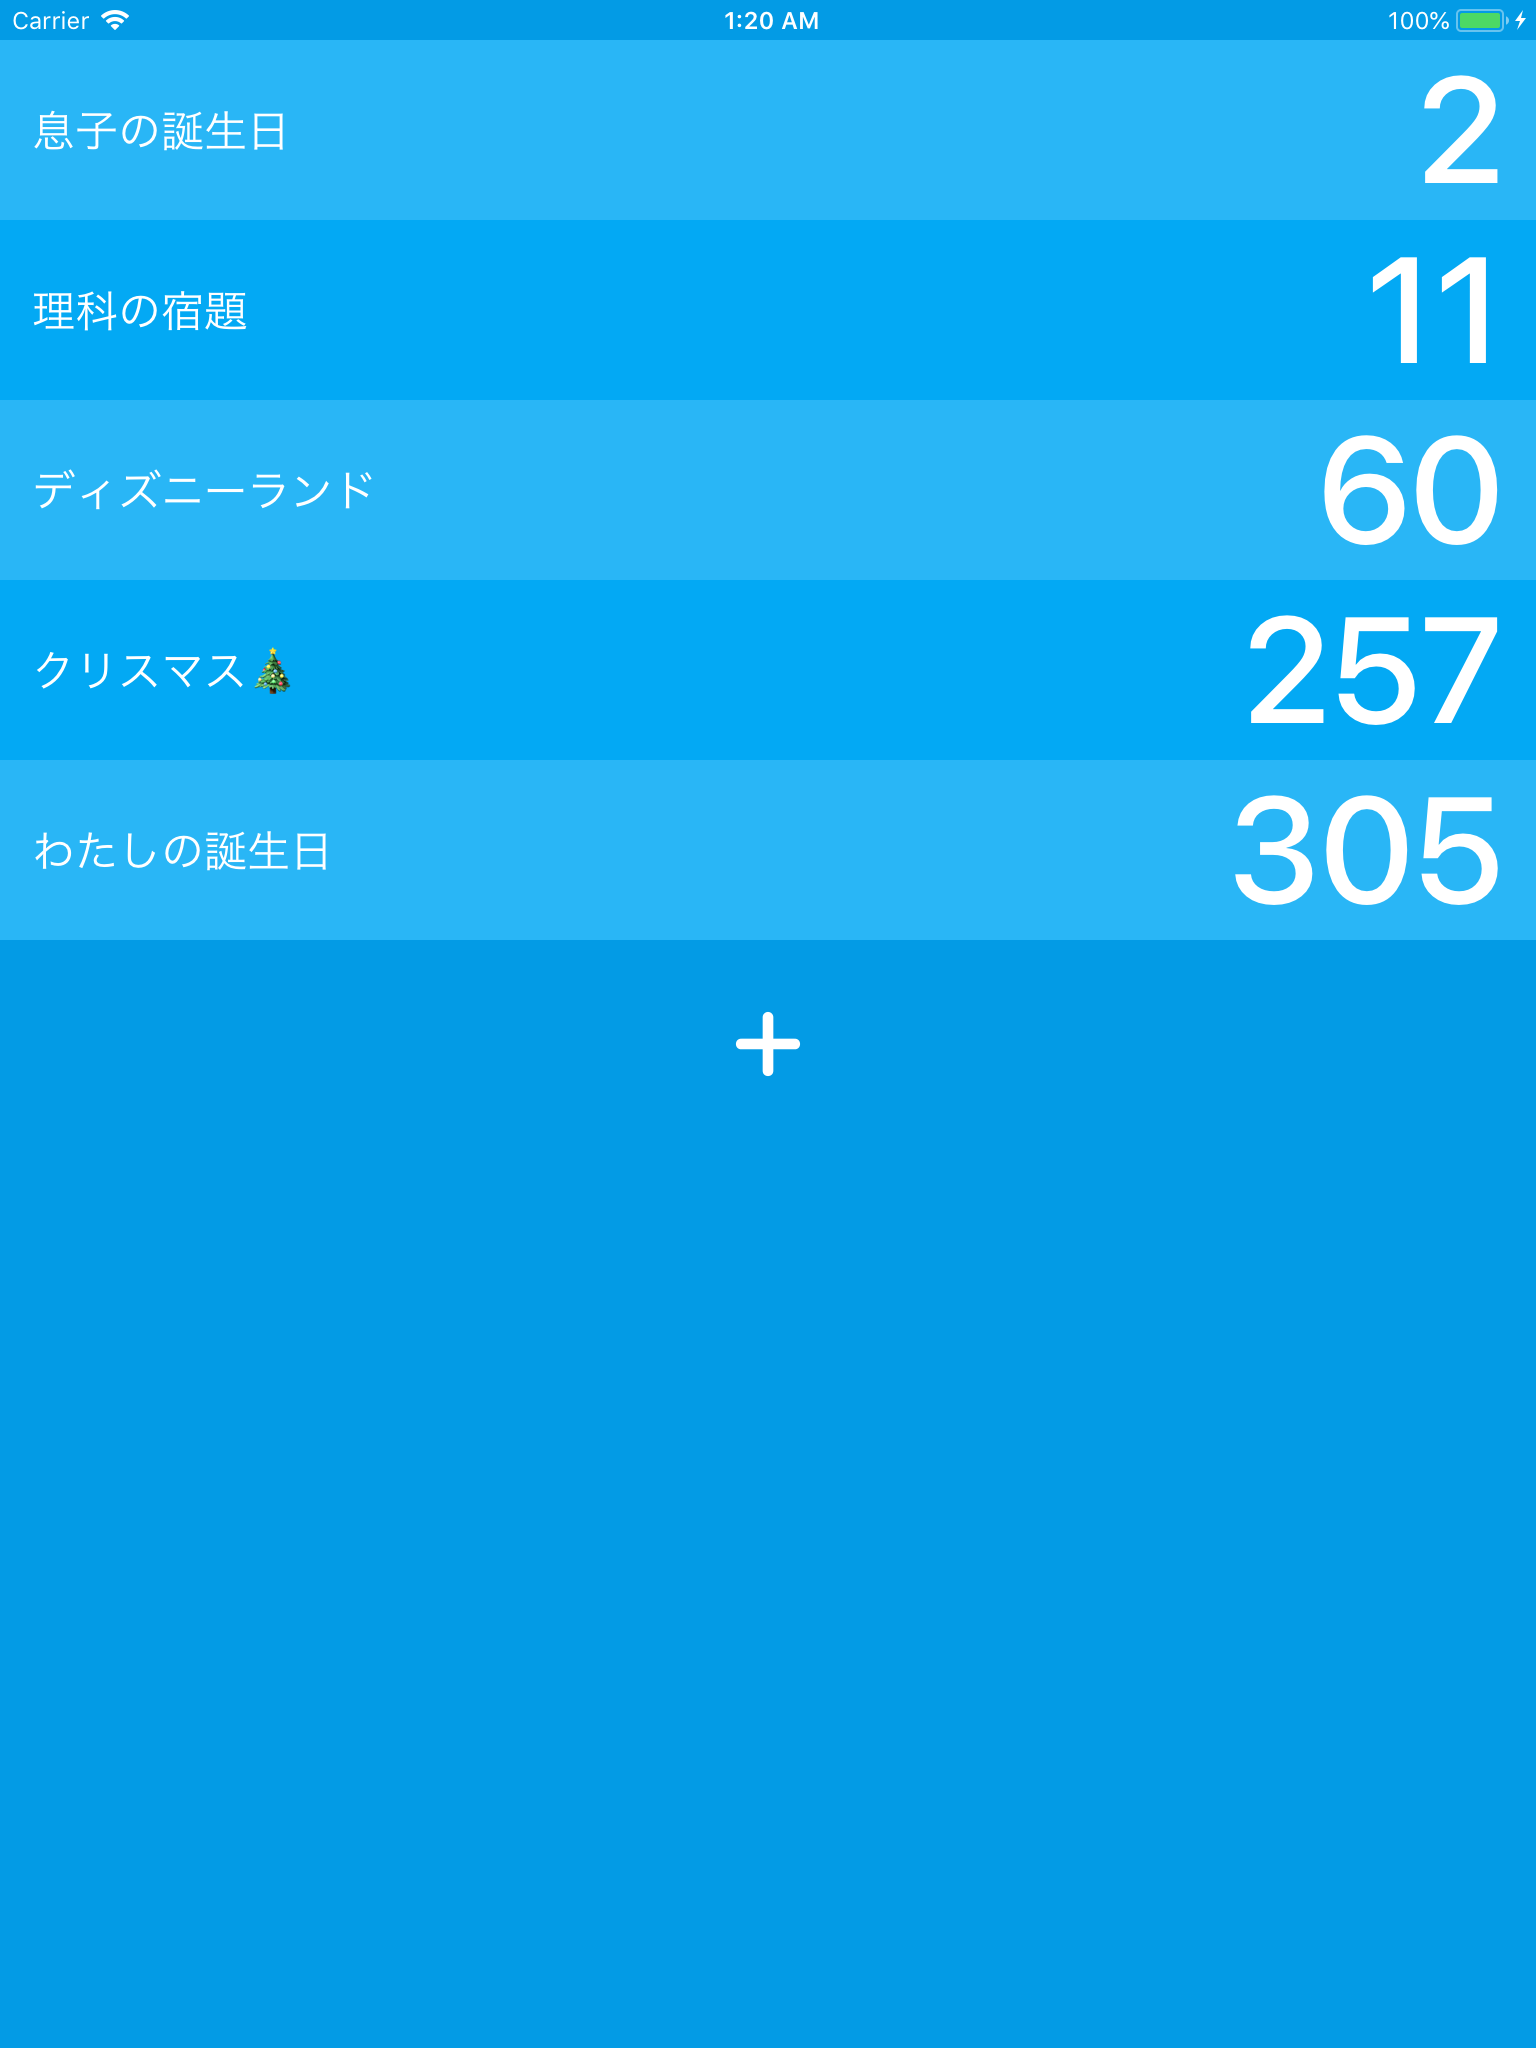 Carrier 1:20 AM 100%
息子の誕生日 2
理科の宿題 11
ディズニーランド 60
クリスマス🎄 257
わたしの誕生日 305
+